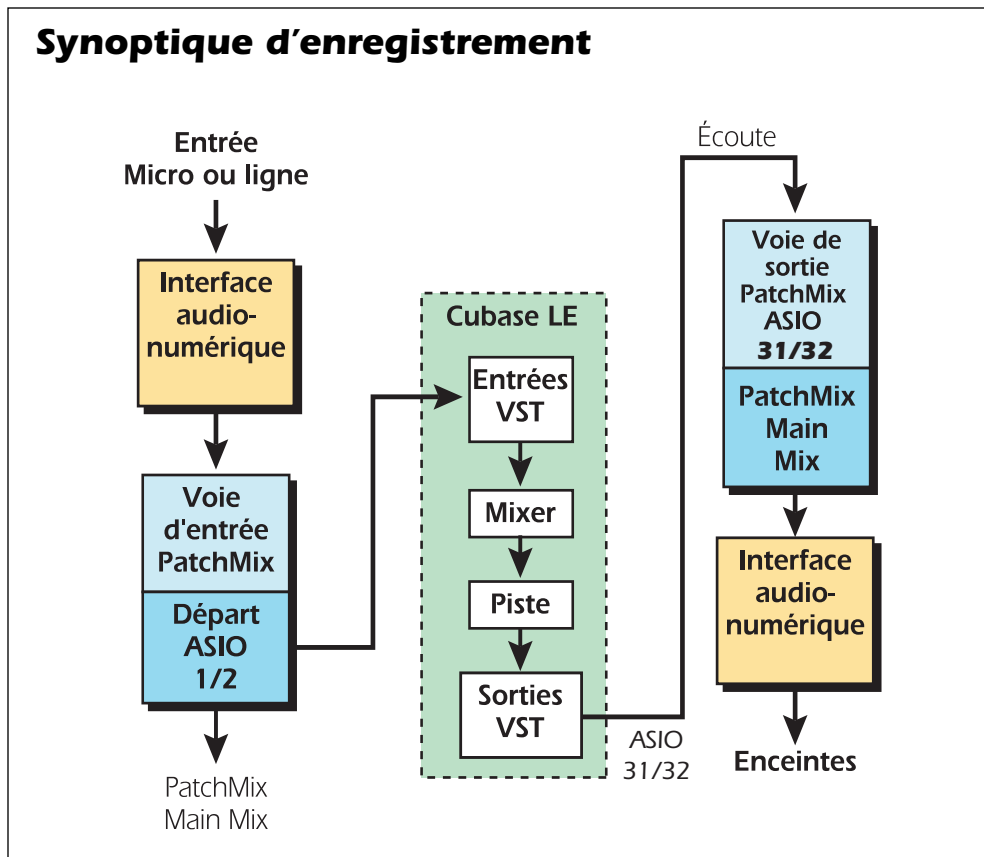 Synoptique d'enregistrement
Entrée
Micro ou ligne
Interface
audio-
numérique
Voie
d'entrée
PatchMix
Départ
ASIO
1/2
PatchMix
Main Mix
Cubase LE
Entrées
VST
Mixer
Piste
Sorties
VST
ASIO
31/32
Écoute
Voie de
sortie
PatchMix
ASIO
31/32
PatchMix
Main
Mix
Interface
audio-
numérique
Enceintes